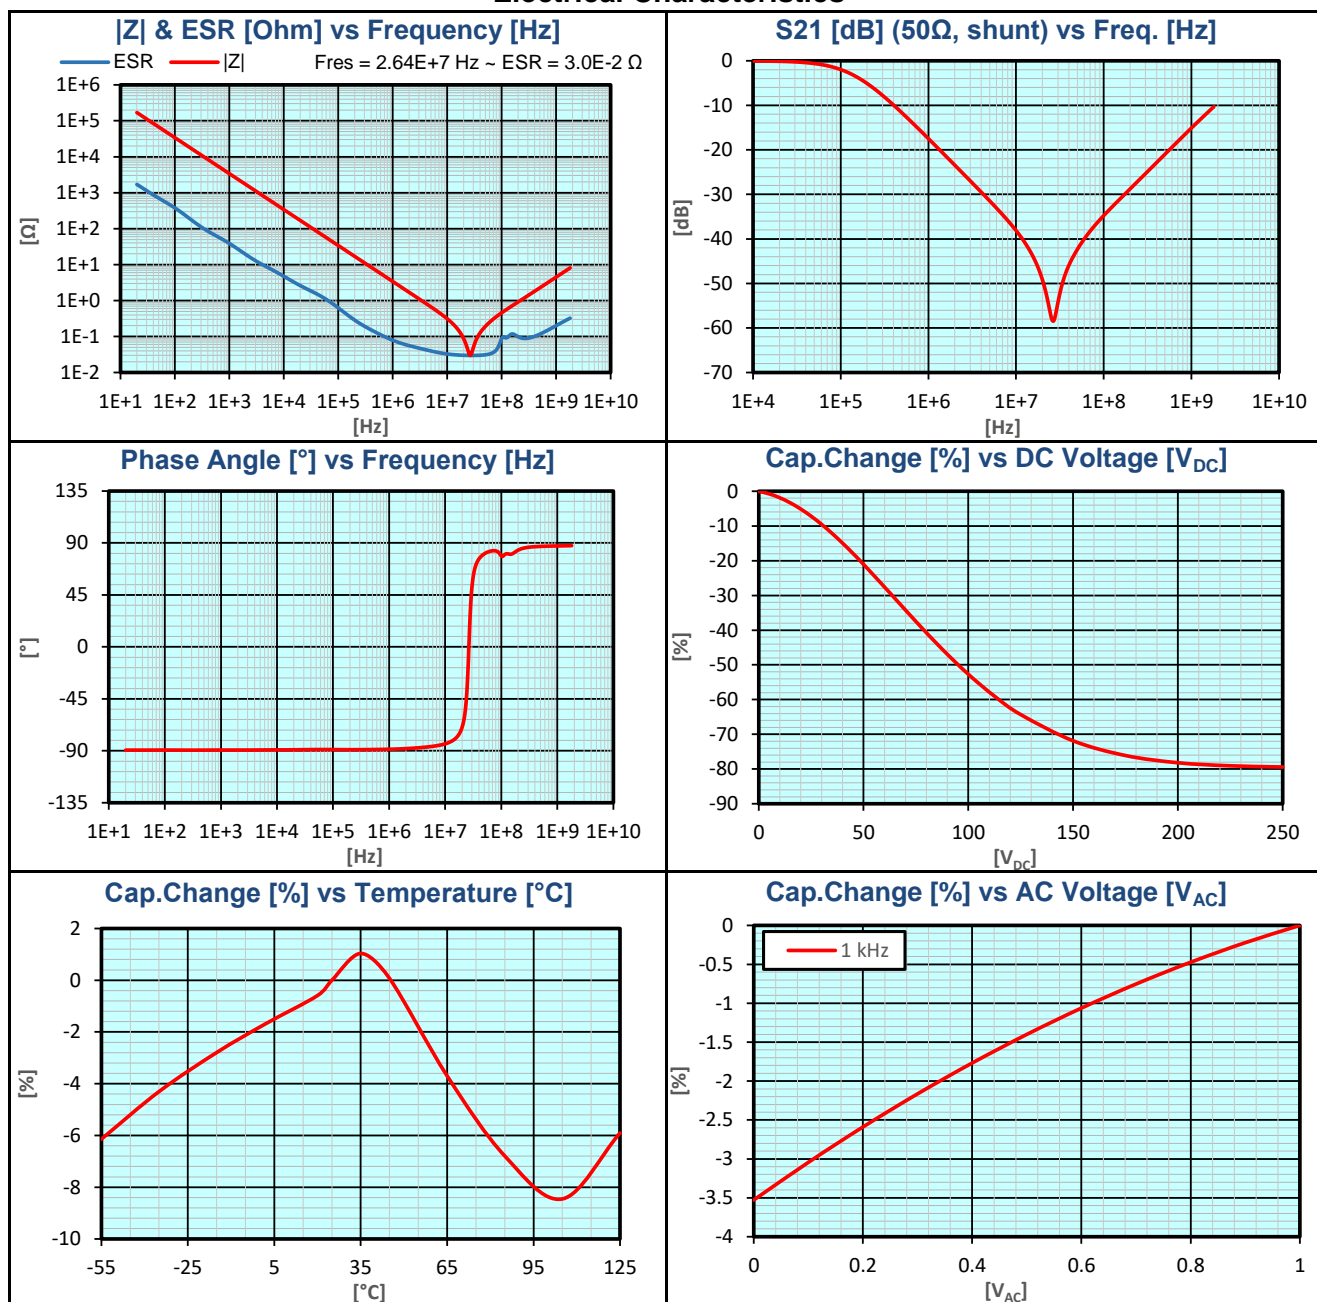 |Z| & ESR [Ohm] vs Frequency [Hz]
ESR |Z| Fres = 2.64E+7 Hz ~ ESR = 3.0E-2 Ω
1E+6
1E+5
1E+4
1E+3
1E+2
1E+1
1E+0
1E-1
1E-2
[Ω]
1E+1 1E+2 1E+3 1E+4 1E+5 1E+6 1E+7 1E+8 1E+9 1E+10
[Hz]
S21 [dB] (50Ω, shunt) vs Freq. [Hz]
0
-10
-20
-30
-40
-50
-60
-70
[dB]
1E+4 1E+5 1E+6 1E+7 1E+8 1E+9 1E+10
[Hz]
Phase Angle [°] vs Frequency [Hz]
135
90
45
0
-45
-90
-135
[°]
1E+1 1E+2 1E+3 1E+4 1E+5 1E+6 1E+7 1E+8 1E+9 1E+10
[Hz]
Cap.Change [%] vs DC Voltage [VDC]
0
-10
-20
-30
-40
-50
-60
-70
-80
-90
[%]
0 50 100 150 200 250
[VDC]
Cap.Change [%] vs Temperature [°C]
2
0
-2
-4
-6
-8
-10
[%]
-55 -25 5 35 65 95 125
[°C]
Cap.Change [%] vs AC Voltage [VAC]
1 kHz
0
-0.5
-1
-1.5
-2
-2.5
-3
-3.5
-4
[%]
0 0.2 0.4 0.6 0.8 1
[VAC]